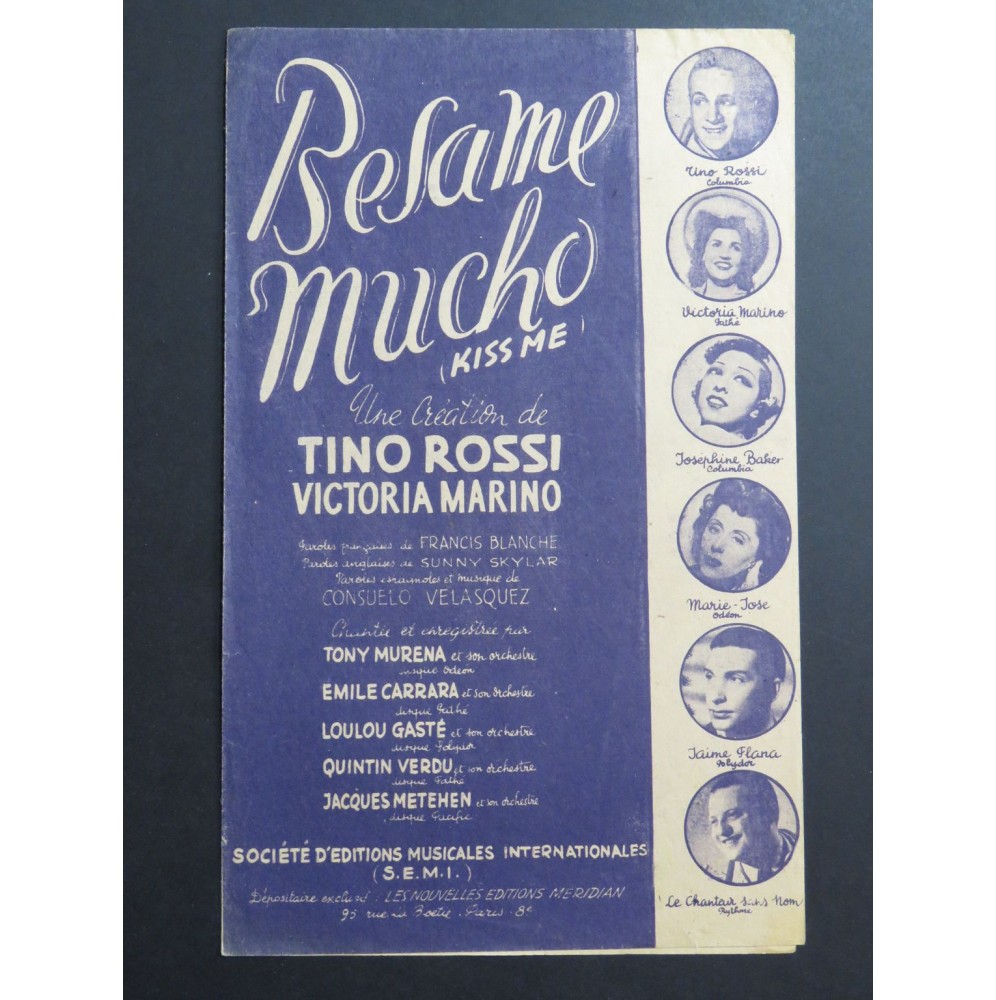 Besame
Mucho
(KISS ME)
Une Création de
TINO ROSSI
VICTORIA MARINO
Paroles françaises de FRANCIS BLANCHE
Paroles anglaises de SUNNY SKYLAR
Paroles espagnoles et musique de
CONSUELO VELASQUEZ
Chantée et enregistrée par
TONY MURENA et son orchestre
disque Odéon
EMILE CARRARA et son orchestre
disque Pathé
LOULOU GASTÉ et son orchestre
disque Polydor
QUINTIN VERDU et son orchestre
disque Pathé
JACQUES METEHEN et son orchestre
disque
SOCIÉTÉ D'EDITIONS MUSICALES INTERNATIONALES
(S.E.M.I.)
Dépositaire exclusif : LES NOUVELLES EDITIONS MERIDIAN
95 rue La Boëtie. Paris. 8e
Tino Rossi
Columbia
Victoria Marino
Pathé
Josephine Baker
Columbia
Marie-Jose
Odéon
Jaime Plana
Polydor
Le Chanteur sans Nom
Rythme